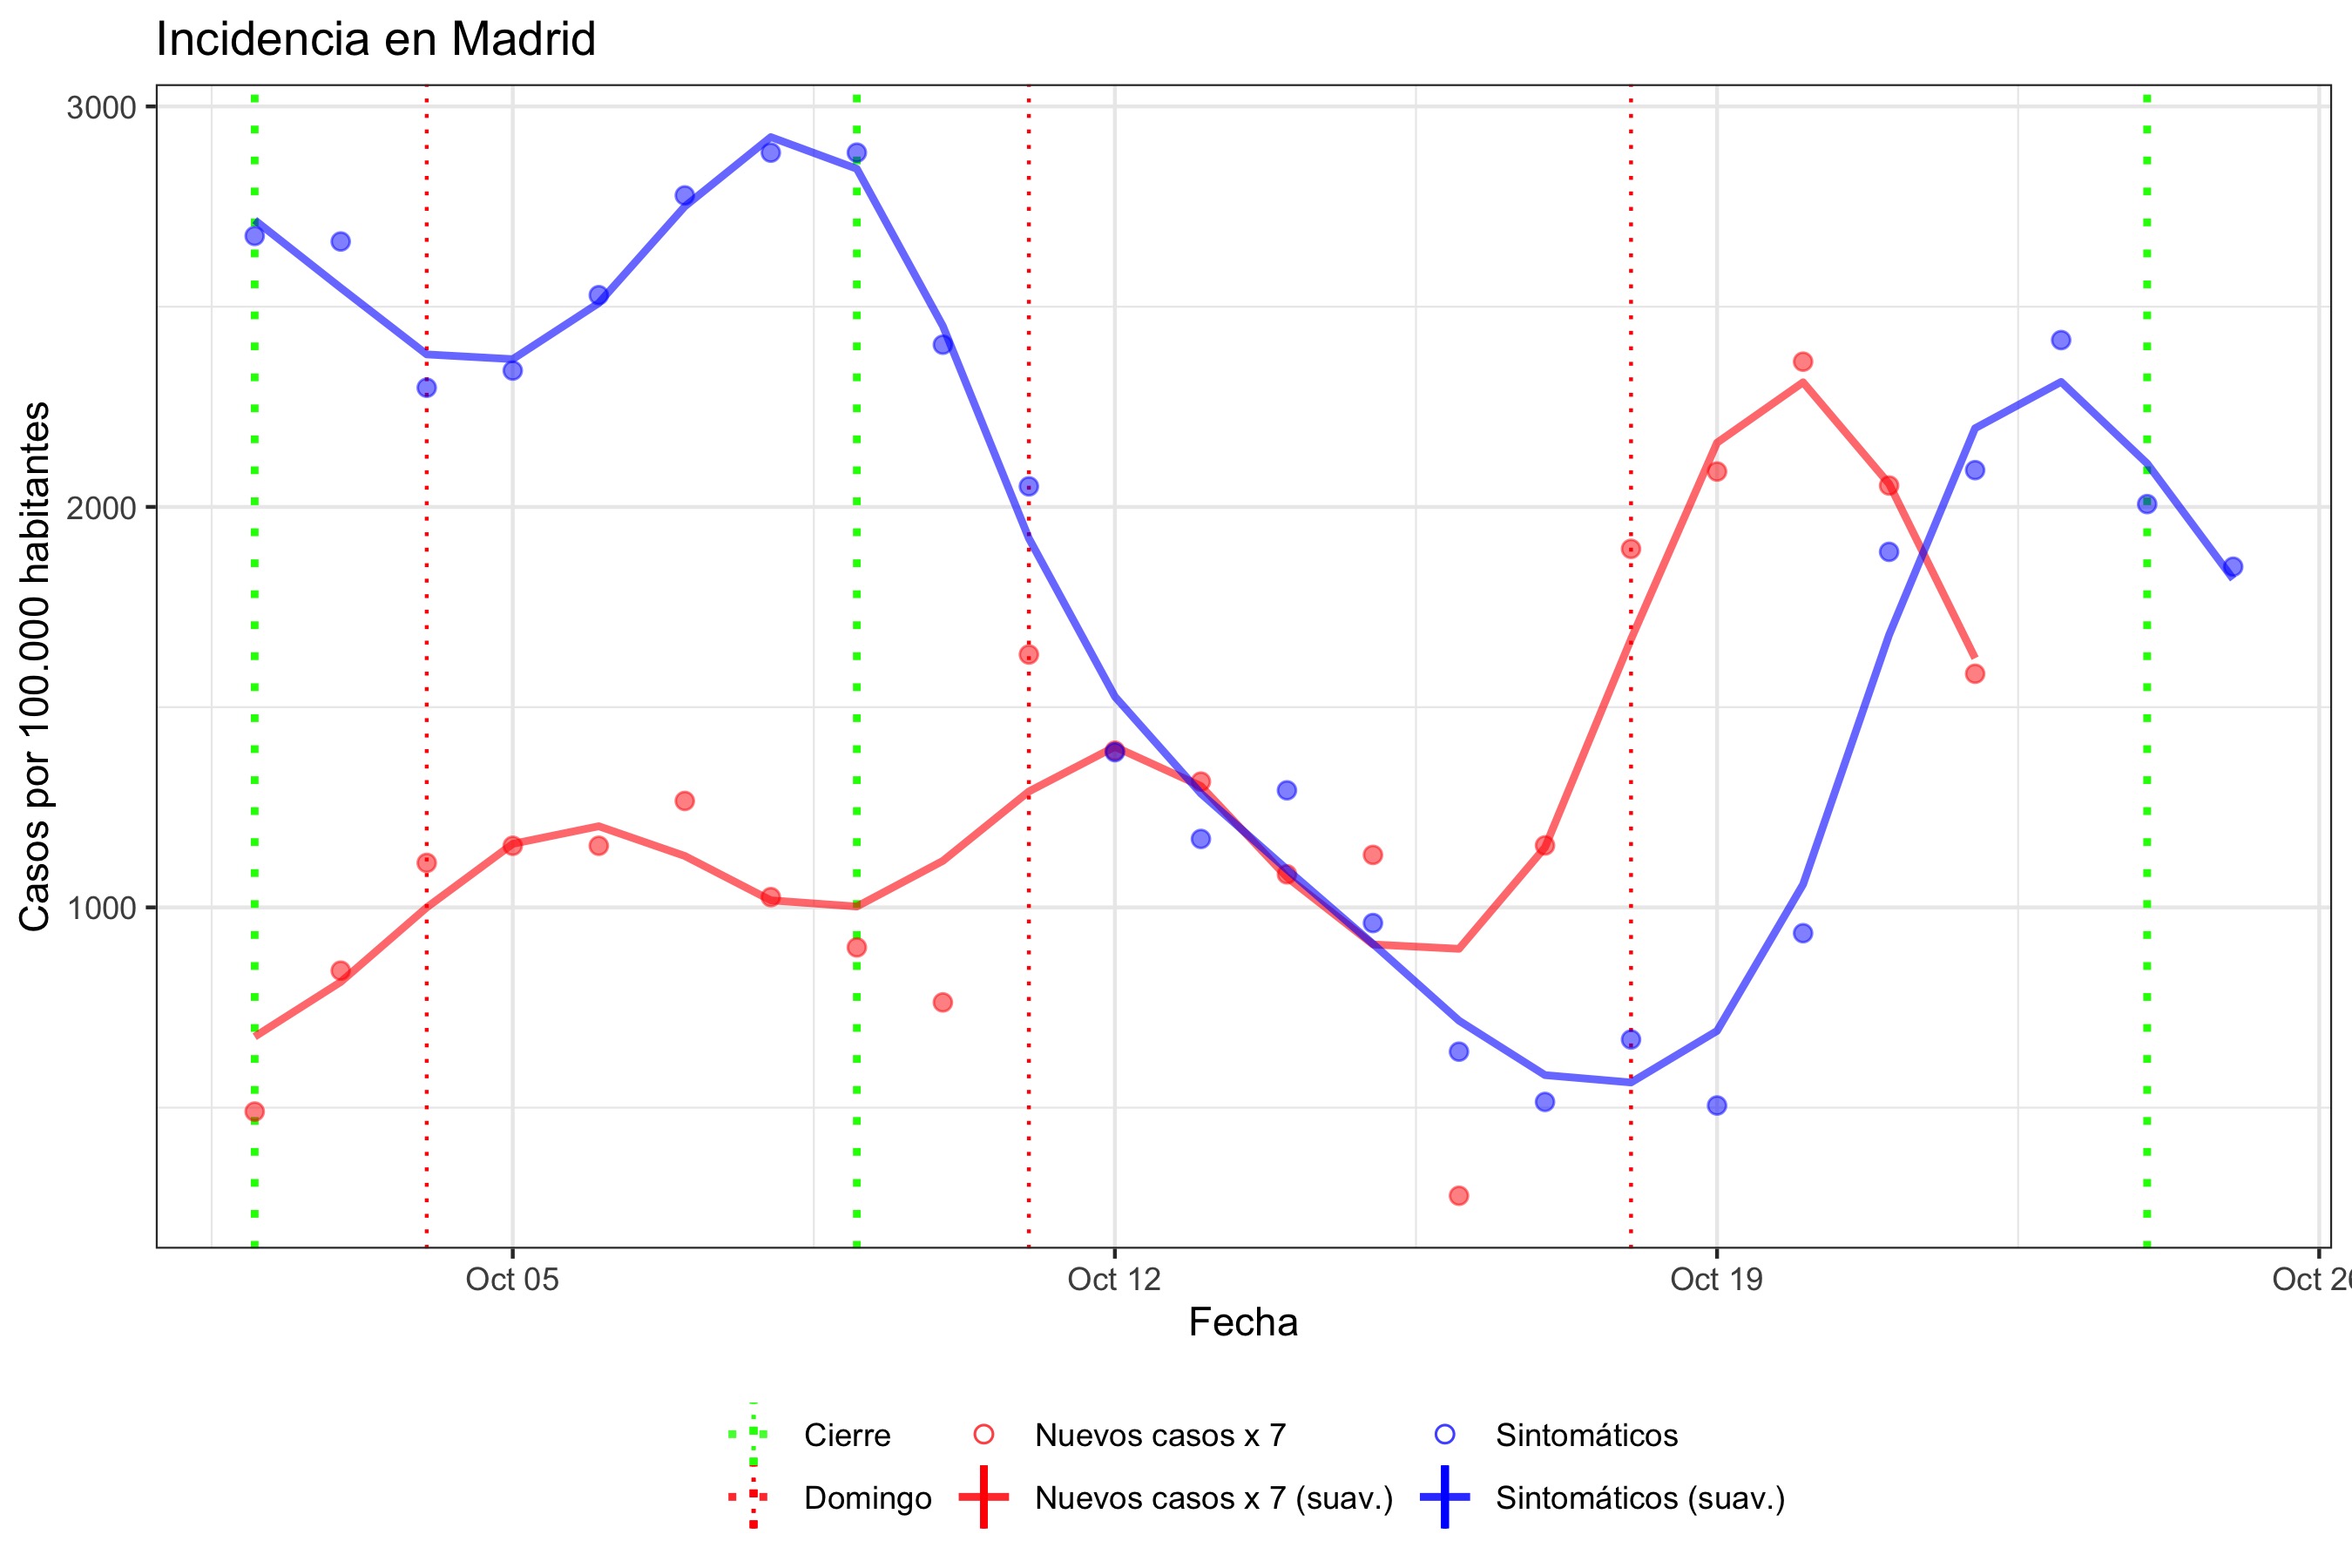 Incidencia en Madrid
3000
2000
1000
Casos por 100.000 habitantes
Oct 05
Oct 12
Oct 19
Oct
Fecha
Cierre
Nuevos casos x 7
Sintomáticos
Domingo
Nuevos casos x 7 (suav.)
Sintomáticos (suav.)